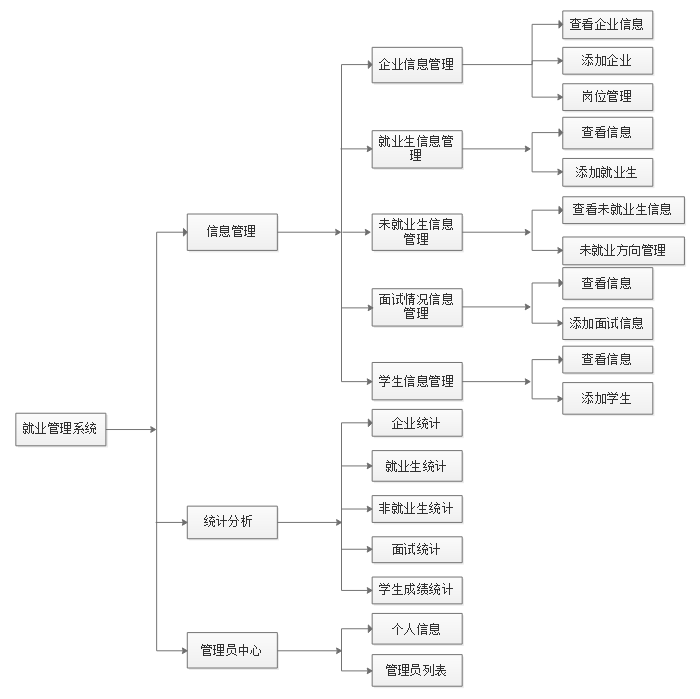 查看企业信息
企业信息管理
添加企业
岗位管理
就业生信息管
理
查看信息
添加就业生
信息管理
未就业生信息
管理
查看未就业生信息
未就业方向管理
面试情况信息
管理
查看信息
添加面试信息
学生信息管理
查看信息
添加学生
就业管理系统
企业统计
就业生统计
统计分析
非就业生统计
面试统计
学生成绩统计
管理员中心
个人信息
管理员列表